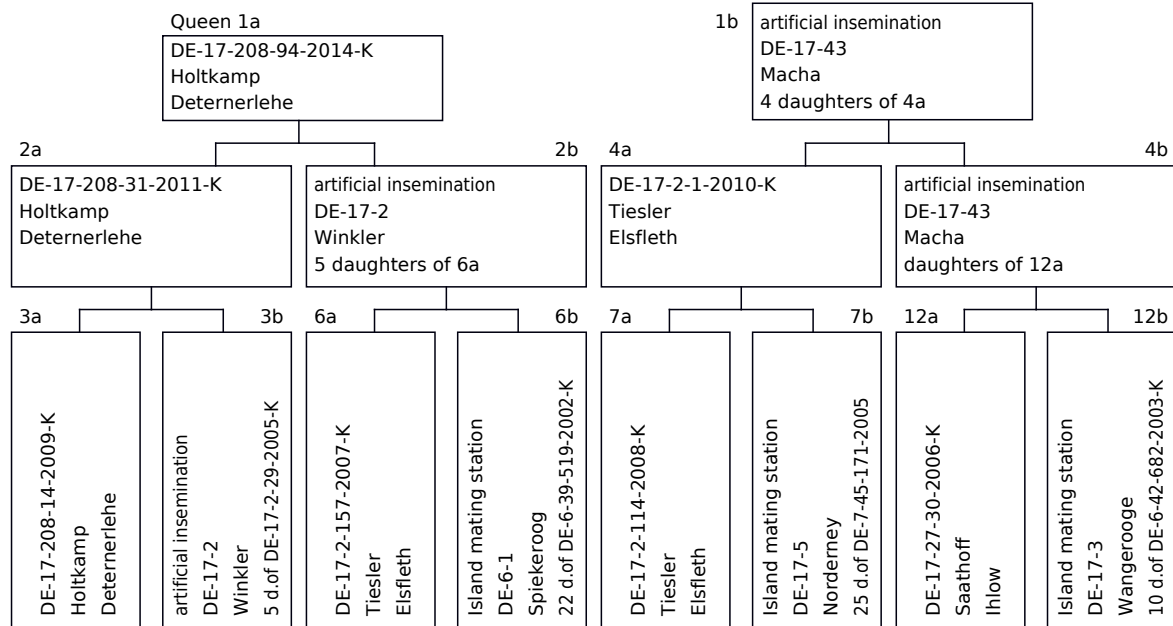 Queen 1a
DE-17-208-94-2014-K
Holtkamp
Deternerlehe
1b
artificial insemination
DE-17-43
Macha
4 daughters of 4a
2a
DE-17-208-31-2011-K
Holtkamp
Deternerlehe
2b
artificial insemination
DE-17-2
Winkler
5 daughters of 6a
4a
DE-17-2-1-2010-K
Tiesler
Elsfleth
4b
artificial insemination
DE-17-43
Macha
daughters of 12a
3a
DE-17-208-14-2009-K
Holtkamp
Deternerlehe
3b
artificial insemination
DE-17-2
Winkler
5 d.of DE-17-2-29-2005-K
6a
DE-17-2-157-2007-K
Tiesler
Elsfleth
6b
Island mating station
DE-6-1
Spiekeroog
22 d.of DE-6-39-519-2002-K
7a
DE-17-2-114-2008-K
Tiesler
Elsfleth
7b
Island mating station
DE-17-5
Norderney
25 d.of DE-7-45-171-2005
12a
DE-17-27-30-2006-K
Saathoff
Ihlow
12b
Island mating station
DE-17-3
Wangerooge
10 d.of DE-6-42-682-2003-K